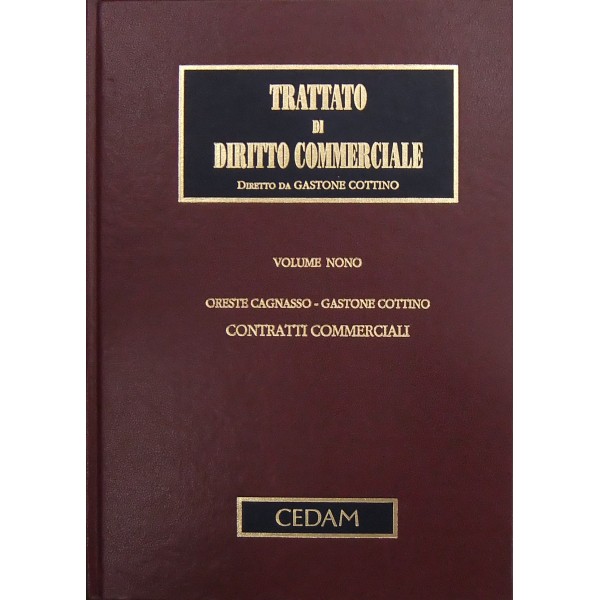 TRATTATO
DI
DIRITTO COMMERCIALE
DIRETTO DA GASTONE COTTINO
VOLUME NONO
ORESTE CAGNASSO - GASTONE COTTINO
CONTRATTI COMMERCIALI
CEDAM